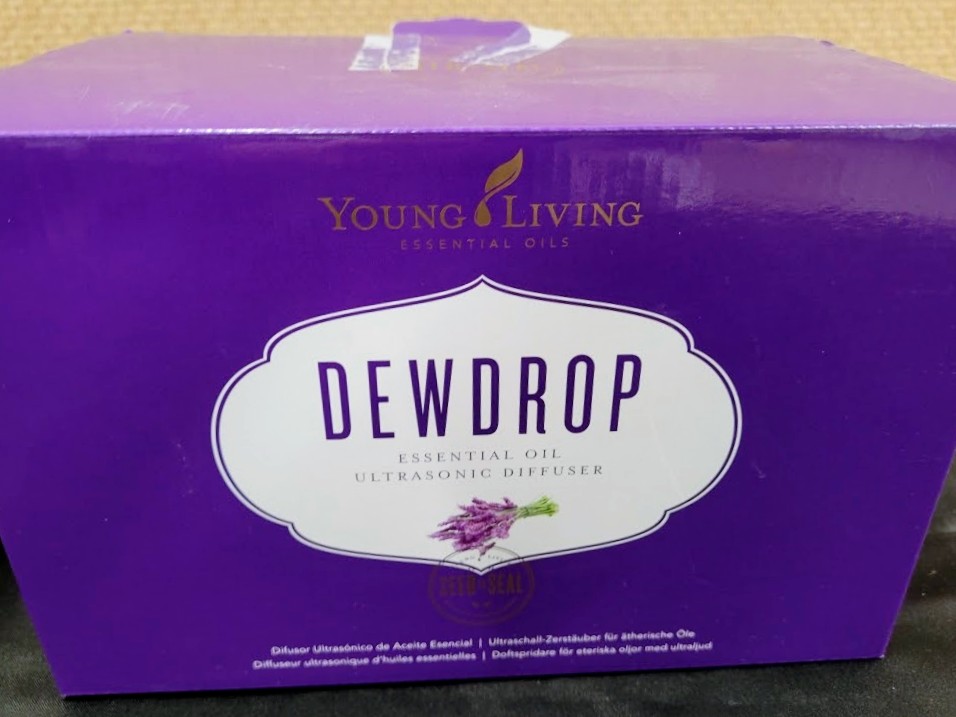 YOUNG LIVING
ESSENTIAL OILS
DEWDROP
ESSENTIAL OIL
ULTRASONIC DIFFUSER
SEED TO SEAL
Difusor Ultrasónico de Aceite Esencial | Ultraschall-Zerstäuber für ätherische Öle
Diffuseur ultrasonique d'huiles essentielles | Doftspridare för eteriska oljor med ultraljud